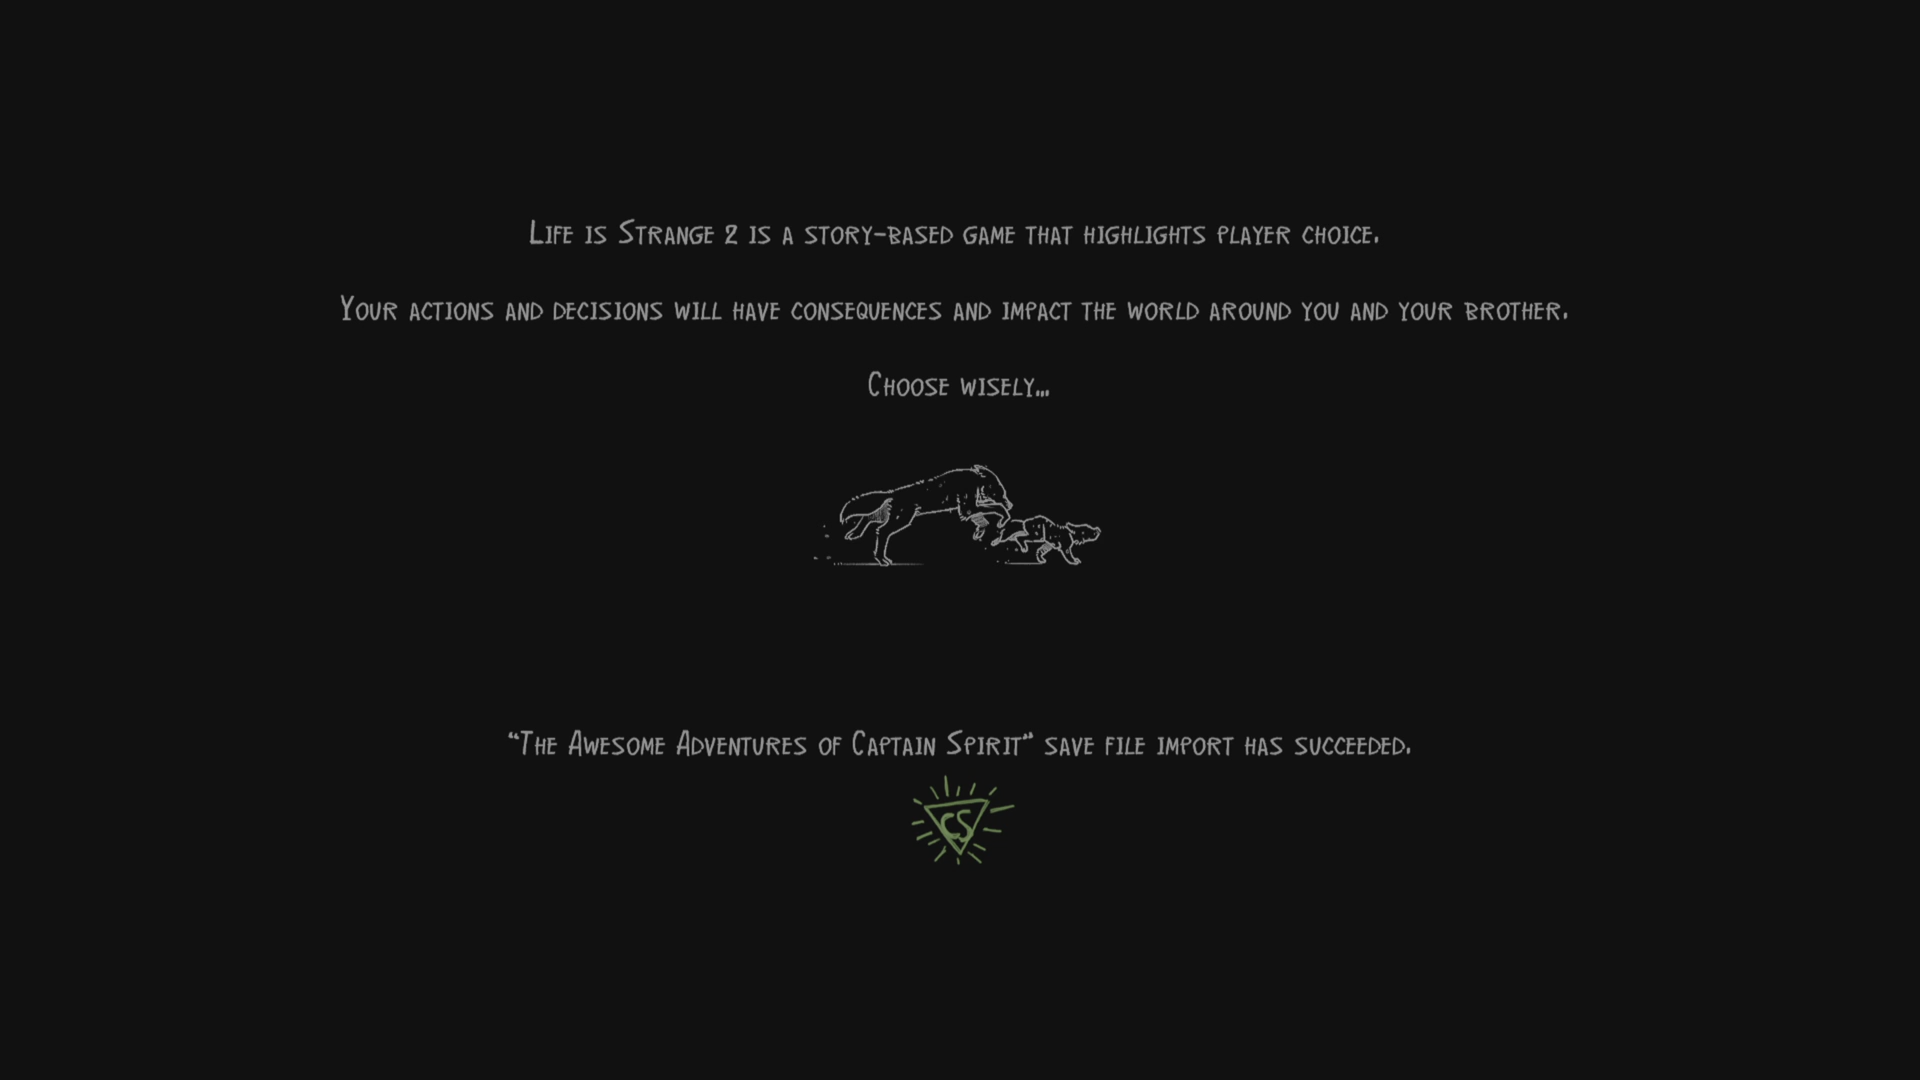 Life is Strange 2 is a story-based game that highlights player choice.
Your actions and decisions will have consequences and impact the world around you and your brother.
Choose wisely...
“The Awesome Adventures of Captain Spirit” save file import has succeeded.
CS